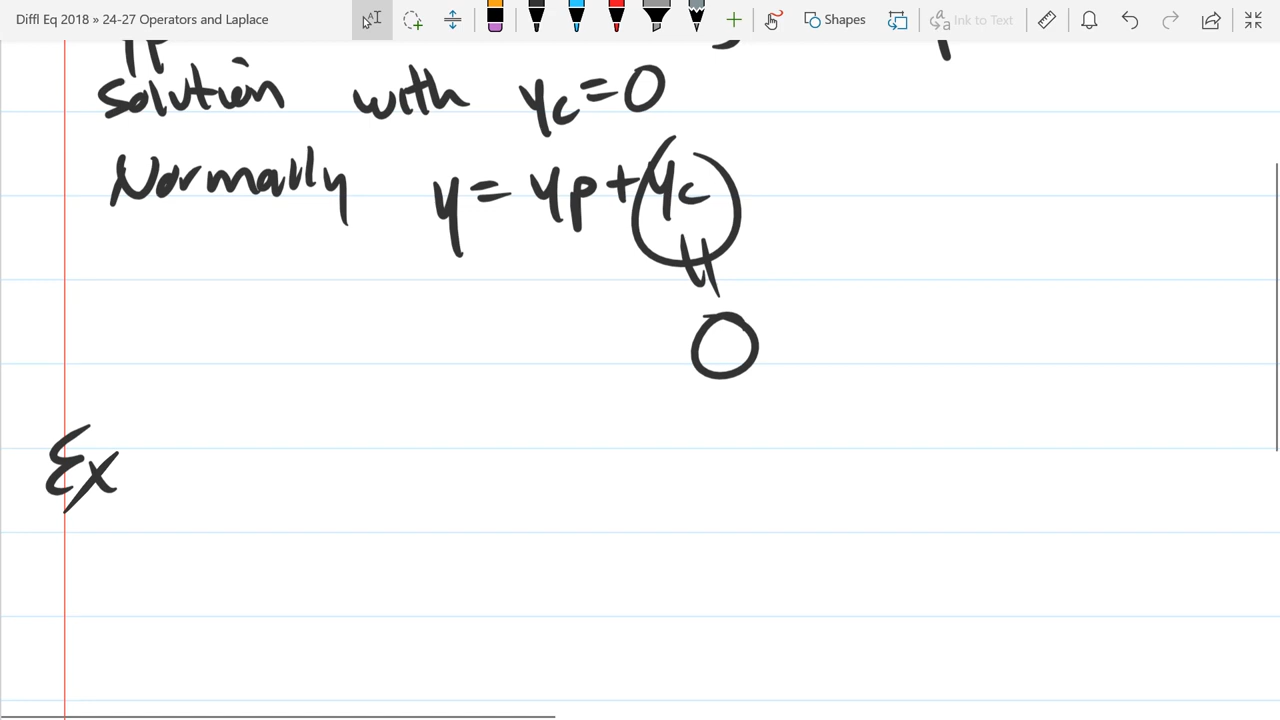 Diffl Eq 2018 » 24-27 Operators and Laplace
Shapes
Ink to Text
solution with yc=0
Normally y = yp + yc
0
Ex